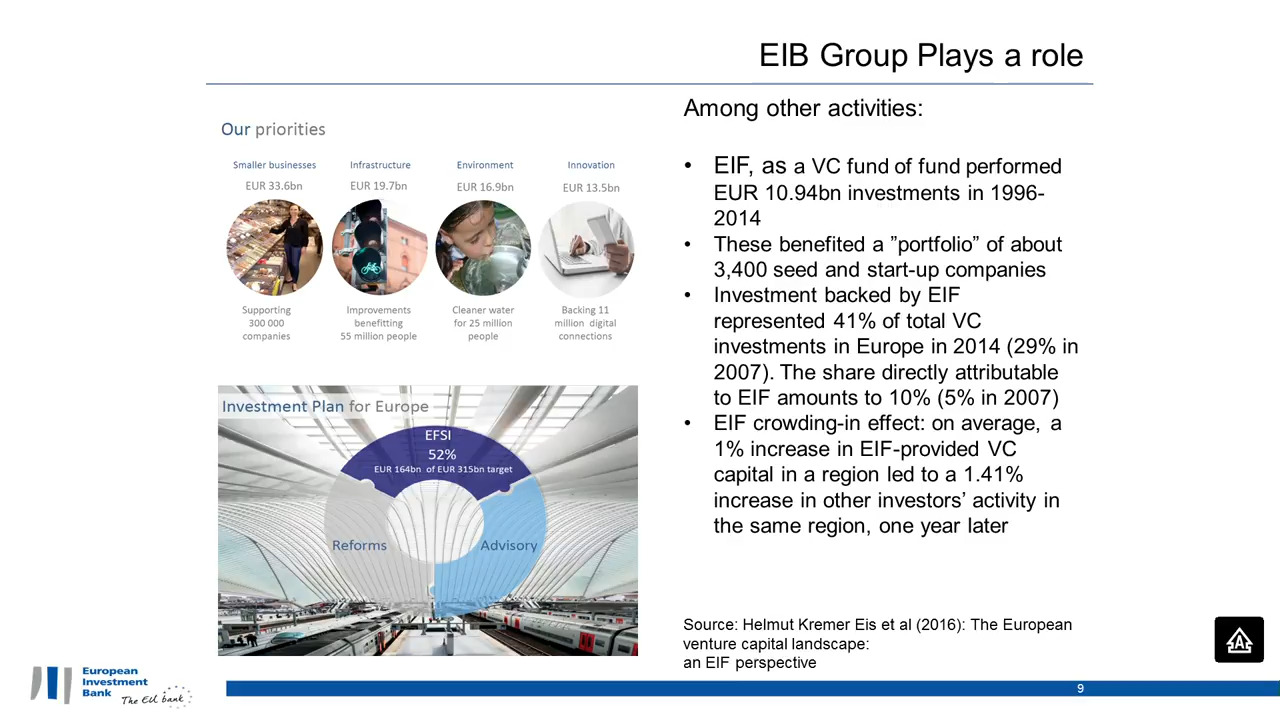 EIB Group Plays a role
Our priorities
Smaller businesses
EUR 33.6bn
Supporting
300 000
companies
Infrastructure
EUR 19.7bn
Improvements
benefitting
55 million people
Environment
EUR 16.9bn
Cleaner water
for 25 million
people
Innovation
EUR 13.5bn
Backing 11
million digital
connections
Investment Plan for Europe
EFSI
52%
EUR 164bn of EUR 315bn target
Reforms
Advisory
Among other activities:
• EIF, as a VC fund of fund performed
EUR 10.94bn investments in 1996-
2014
• These benefited a ”portfolio” of about
3,400 seed and start-up companies
• Investment backed by EIF
represented 41% of total VC
investments in Europe in 2014 (29% in
2007). The share directly attributable
to EIF amounts to 10% (5% in 2007)
• EIF crowding-in effect: on average, a
1% increase in EIF-provided VC
capital in a region led to a 1.41%
increase in other investors’ activity in
the same region, one year later
Source: Helmut Kremer Eis et al (2016): The European
venture capital landscape:
an EIF perspective
European
Investment
Bank
The EU bank
9